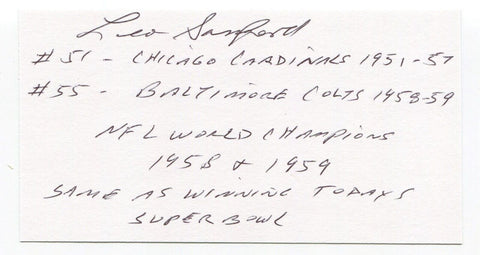 Leo Sanford
#51 - CHICAGO CARDINALS 1951-57
#55 - BALTIMORE COLTS 1958-59
NFL WORLD CHAMPIONS
1958 + 1959
SAME AS WINNING TODAYS
SUPER BOWL